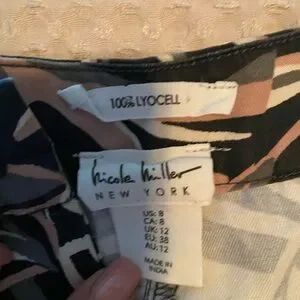 100% LYOCELL
Nicole Miller
NEW YORK
US: 8
CA: 8
UK: 12
EU: 38
AU: 12
MADE IN
INDIA